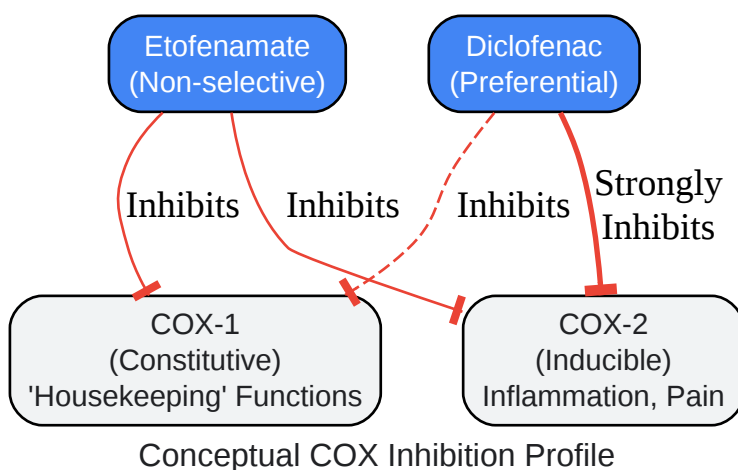 Etofenamate
(Non-selective)
Diclofenac
(Preferential)
Inhibits
Inhibits
Inhibits
Strongly
Inhibits
COX-1
(Constitutive)
'Housekeeping' Functions
COX-2
(Inducible)
Inflammation, Pain
Conceptual COX Inhibition Profile